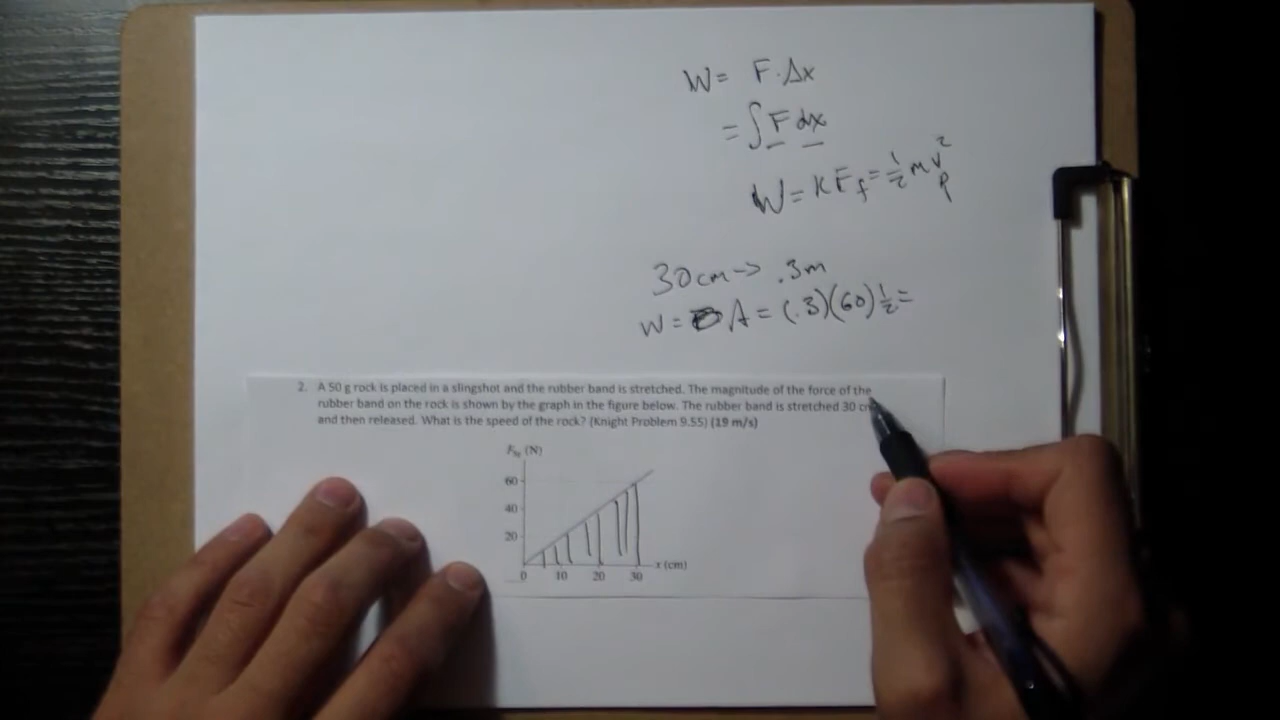 W = F·Δx
= ∫F dx
W = KE_f = 1/2 mv²
30cm → .3m
W = A = (.3)(60)1/2 =
2. A 50 g rock is placed in a slingshot and the rubber band is stretched. The magnitude of the force of the
rubber band on the rock is shown by the graph in the figure below. The rubber band is stretched 30
and then released. What is the speed of the rock? (Knight Problem 9.55) (19 m/s)
(N)
60
40
20
0 10 20 30 x (cm)